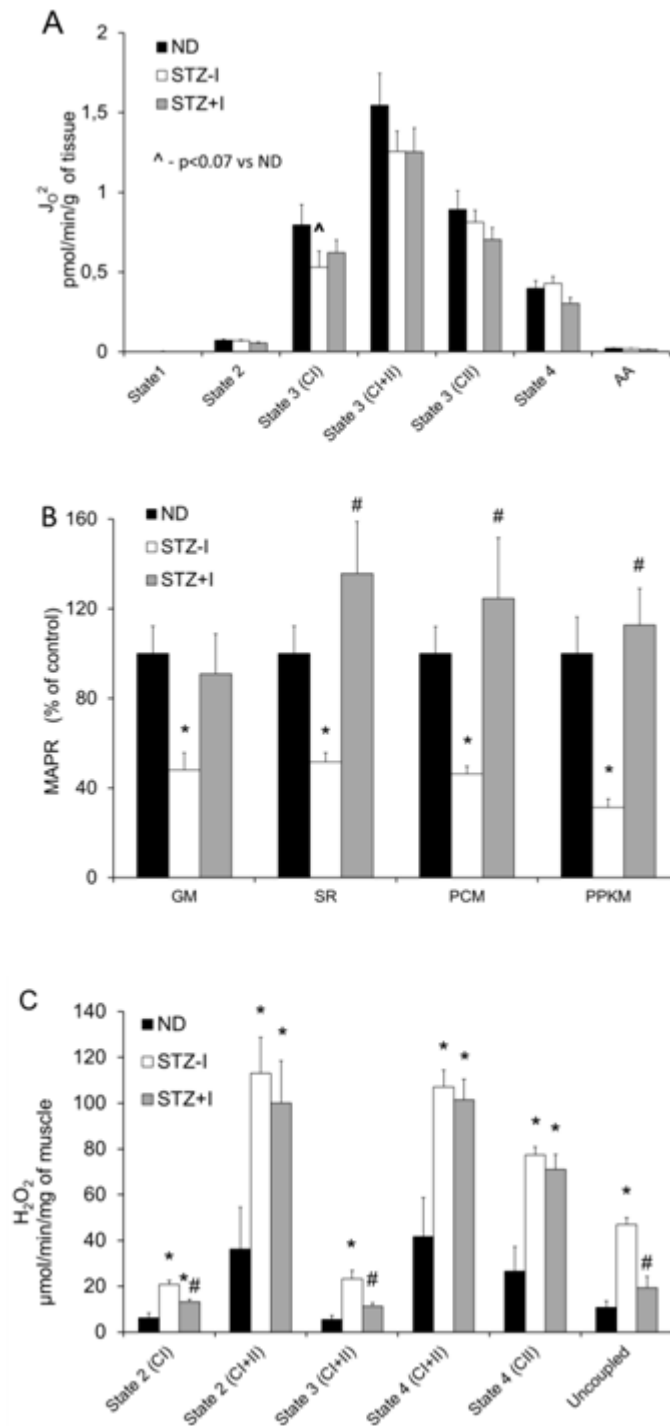 A
2
ND
STZ-I
1,5
STZ+I
^ - p<0.07 vs ND
JO2
pmol/min/g of tissue
1
^
0,5
0
State1
State 2
State 3 (CI)
State 3 (CI+II)
State 3 (CII)
State 4
AA
B
160
ND
#
#
STZ-I
#
STZ+I
120
MAPR (% of control)
80
*
*
*
*
40
0
GM
SR
PCM
PPKM
C
140
ND
*
*
120
STZ-I
*
*
STZ+I
100
H2O2
µmol/min/mg of muscle
80
*
*
60
*
40
*
*
#
*
#
#
20
0
State 2 (CI)
State 2 (CI+II)
State 3 (CI+II)
State 4 (CI+II)
State 4 (CII)
Uncoupled